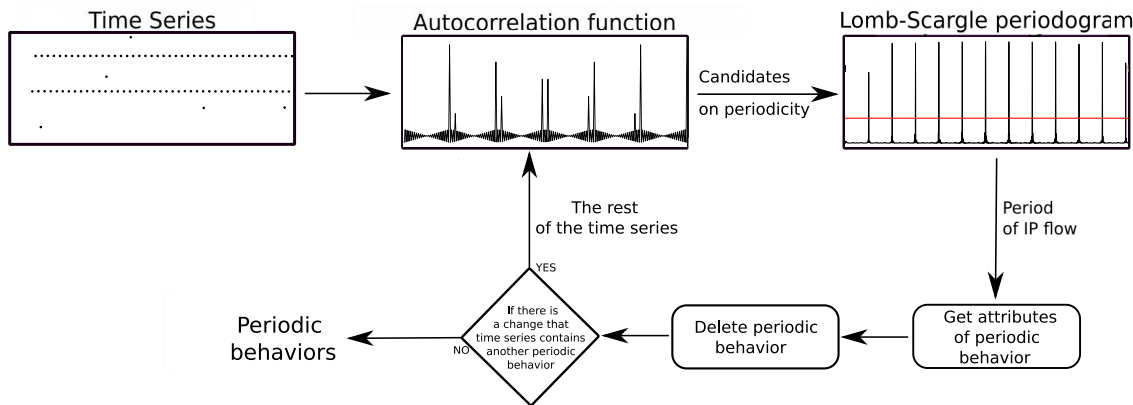 Time Series
Autocorrelation function
Lomb-Scargle periodogram
Candidates
on periodicity
The rest
of the time series
Period
of IP flow
YES
If there is
a change that
time series contains
another periodic
behavior
NO
Periodic
behaviors
Delete periodic
behavior
Get attributes
of periodic
behavior